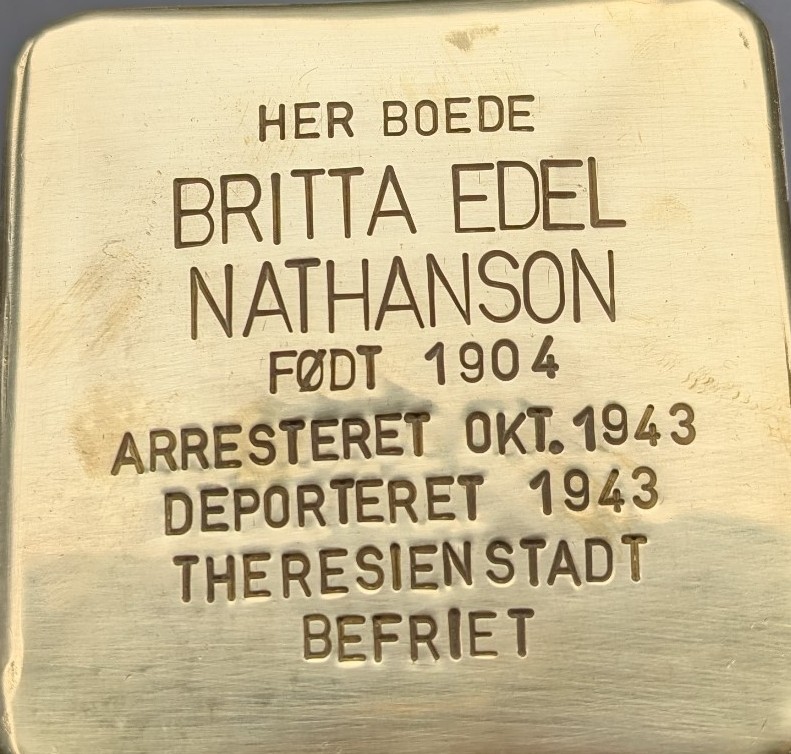 HER BOEDE
BRITTA EDEL
NATHANSON
FØDT 1904
ARRESTERET OKT. 1943
DEPORTERET 1943
THERESIENSTADT
BEFRIET